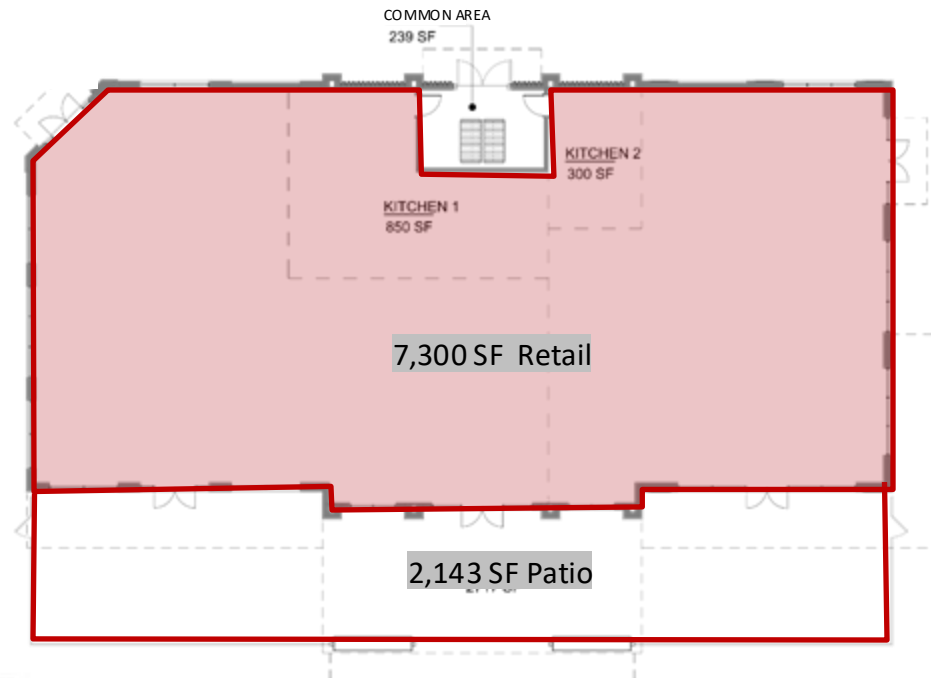 COMMON AREA
239 SF
KITCHEN 2
300 SF
KITCHEN 1
850 SF
7,300 SF Retail
2,143 SF Patio